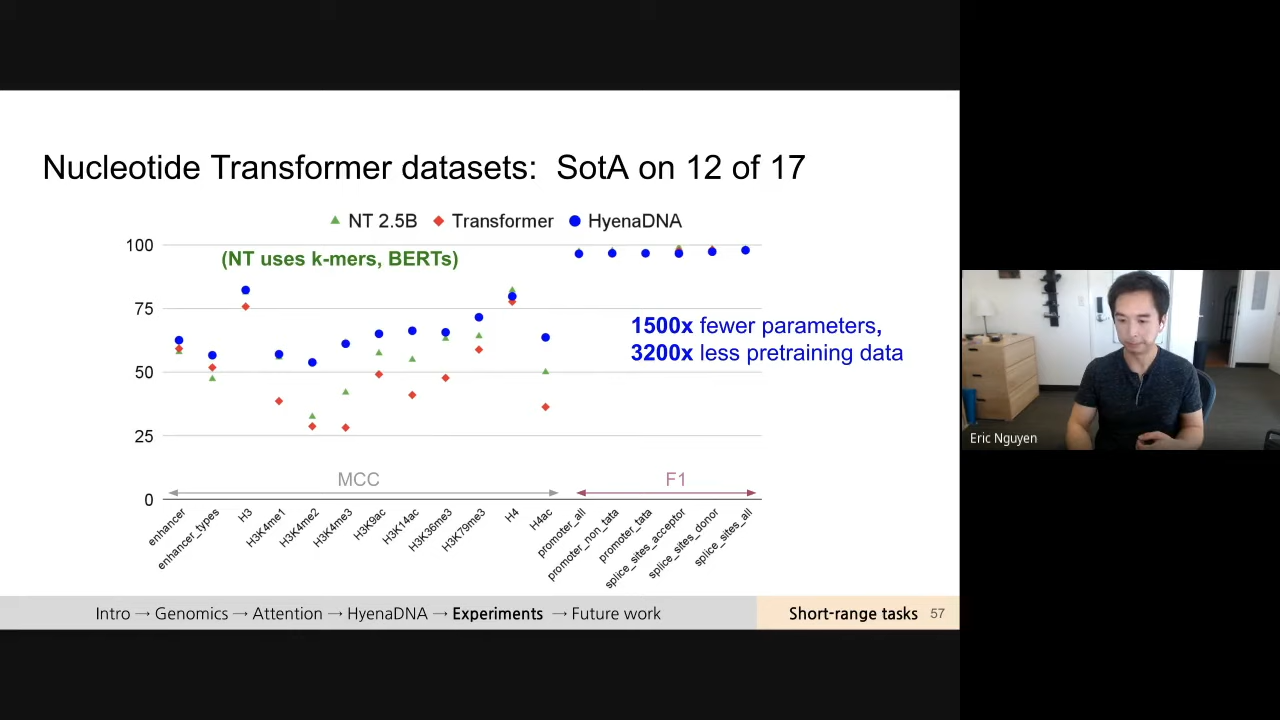 Nucleotide Transformer datasets:  SotA on 12 of 17
NT 2.5B Transformer HyenaDNA
100
(NT uses k-mers, BERTs)
75
1500x fewer parameters,
3200x less pretraining data
50
25
MCC F1
0
enhancer
enhancer_types
H3
H3K4me1
H3K4me2
H3K4me3
H3K9ac
H3K14ac
H3K36me3
H3K79me3
H4
H4ac
promoter_all
promoter_non_tata
promoter_tata
splice_sites_acceptor
splice_sites_donor
splice_sites_all
Intro → Genomics → Attention → HyenaDNA → Experiments → Future work
Short-range tasks 57
Eric Nguyen